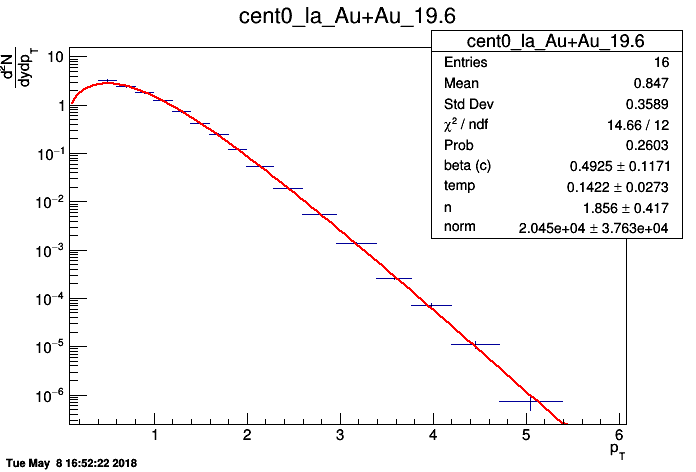 cent0_la_Au+Au_19.6
cent0_la_Au+Au_19.6
Entries 16
Mean 0.847
Std Dev 0.3589
χ² / ndf 14.66 / 12
Prob 0.2603
beta (c) 0.4925 ± 0.1171
temp 0.1422 ± 0.0273
n 1.856 ± 0.417
norm 2.045e+04 ± 3.763e+04
d²N
dydp_T
10
1
10⁻¹
10⁻²
10⁻³
10⁻⁴
10⁻⁵
10⁻⁶
1 2 3 4 5 6
p_T
Tue May 8 16:52:22 2018